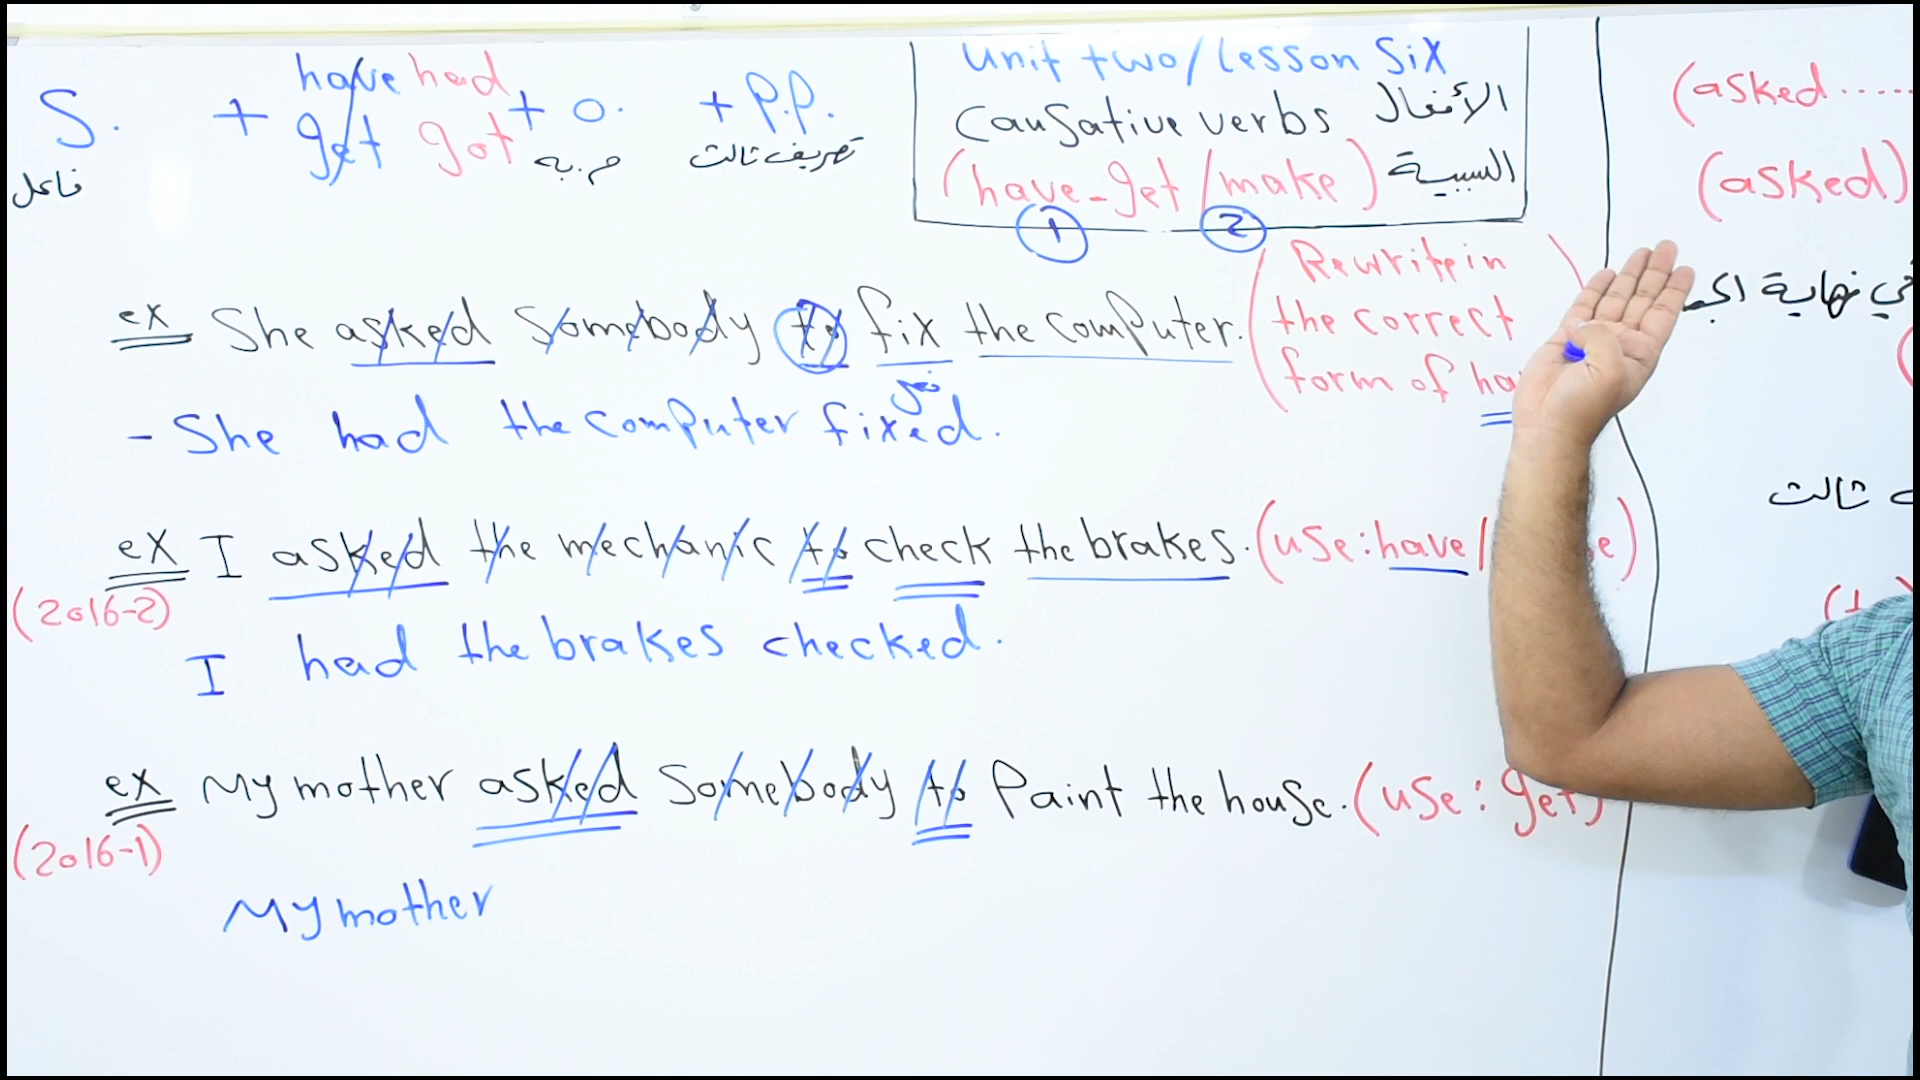 S. + have had + o. + P.P.
get got
فاعل م.به تصريف ثالث
unit two/lesson six
causative verbs الأفعال
(have-get/make) السببية
1 2
(Rewrite in
the correct
form of
ex She asked somebody to fix the computer.
فعل
- She had the computer fixed.
ex I asked the mechanic to check the brakes. (use: have/
(2016-2)
I had the brakes checked.
ex My mother asked somebody to paint the house. (use: get)
(2016-1)
My mother
(asked.....
(asked)
في نهاية
ثالث